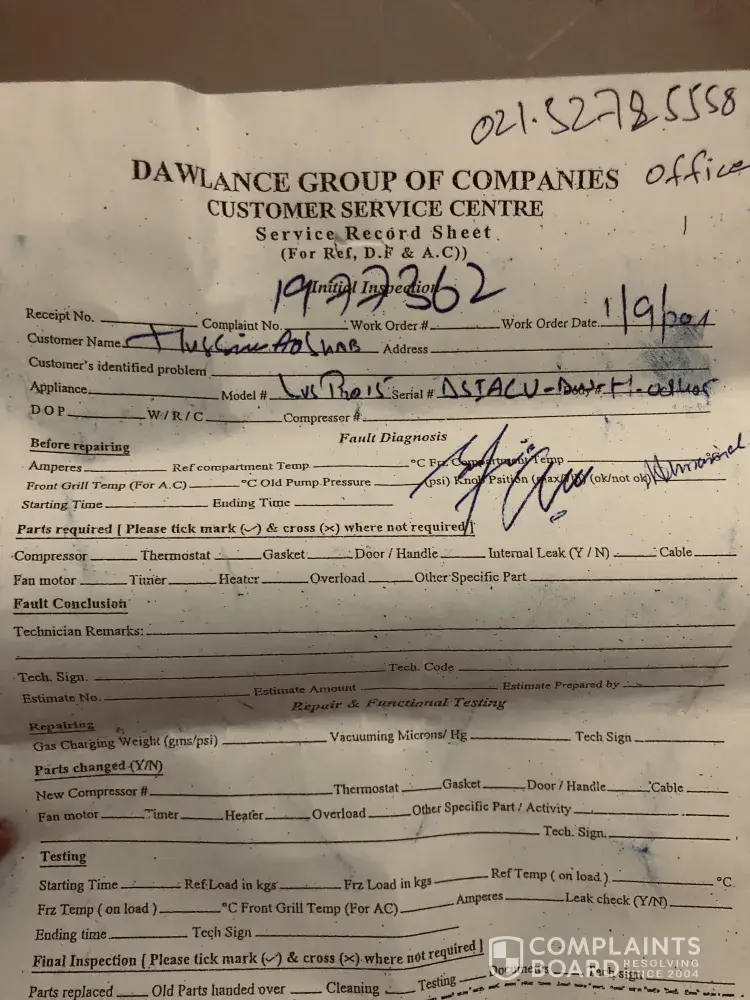 021.32785558
office
DAWLANCE GROUP OF COMPANIES
CUSTOMER SERVICE CENTRE
Service Record Sheet
(For Ref, D.F & A.C))
Initial Inspection
1977362
Receipt No. Complaint No. Work Order # Work Order Date. 1/9/
Customer Name Address
Customer's identified problem
Appliance Model # Serial #
D O P W / R / C Compressor #
Fault Diagnosis
Before repairing
Amperes Ref compartment Temp °C Frz Compartment Temp
Front Grill Temp (For A.C) °C Old Pump Pressure (psi) Knob Psition (ok/not ok)
Starting Time Ending Time
Parts required [ Please tick mark (✓) & cross (×) where not required ]
Compressor Thermostat Gasket Door / Handle Internal Leak (Y / N) Cable
Fan motor Timer Heater Overload Other Specific Part
Fault Conclusion
Technician Remarks:
Tech. Sign. Tech. Code
Estimate No. Estimate Amount Estimate Prepared by
Repair & Functional Testing
Repairing
Gas Charging Weight (gms/psi) Vacuuming Microns/ Hg Tech Sign
Parts changed (Y/N)
New Compressor # Thermostat Gasket Door / Handle Cable
Fan motor Timer Heater Overload Other Specific Part / Activity
Tech. Sign.
Testing
Starting Time Ref Load in kgs Frz Load in kgs Ref Temp ( on load ) °C
Frz Temp ( on load ) °C Front Grill Temp (For AC) Amperes Leak check (Y/N)
Ending time Tech Sign
Final Inspection [ Please tick mark (✓) & cross (×) where not required ]
Parts replaced Old Parts handed over Cleaning Testing Documents Tech sign
COMPLAINTS
BOARD RESOLVING
SINCE 2004